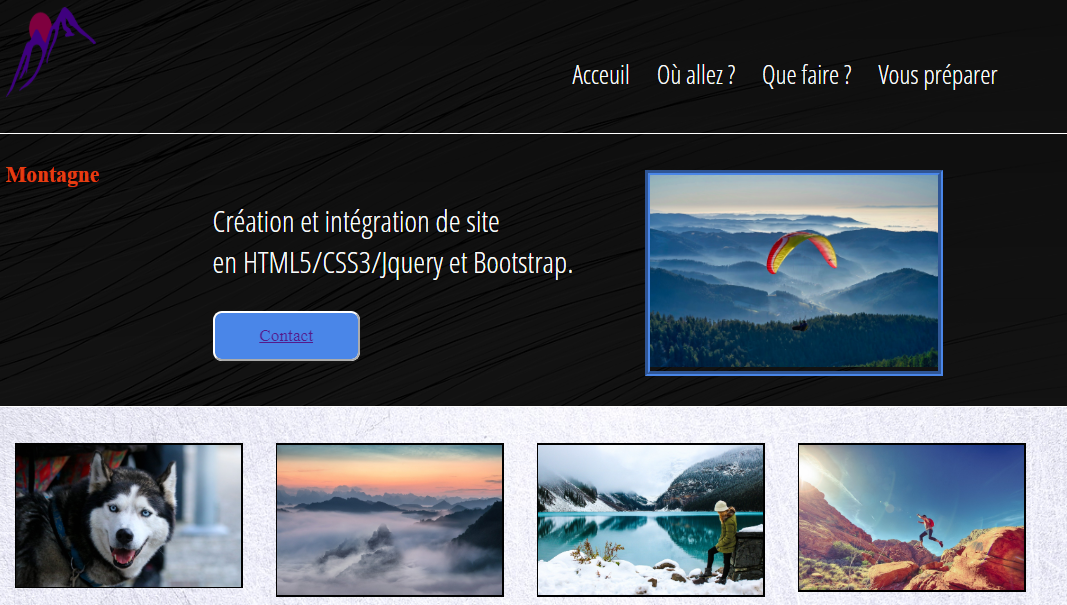 Acceuil Où allez ? Que faire ? Vous préparer
Montagne
Création et intégration de site
en HTML5/CSS3/Jquery et Bootstrap.
Contact